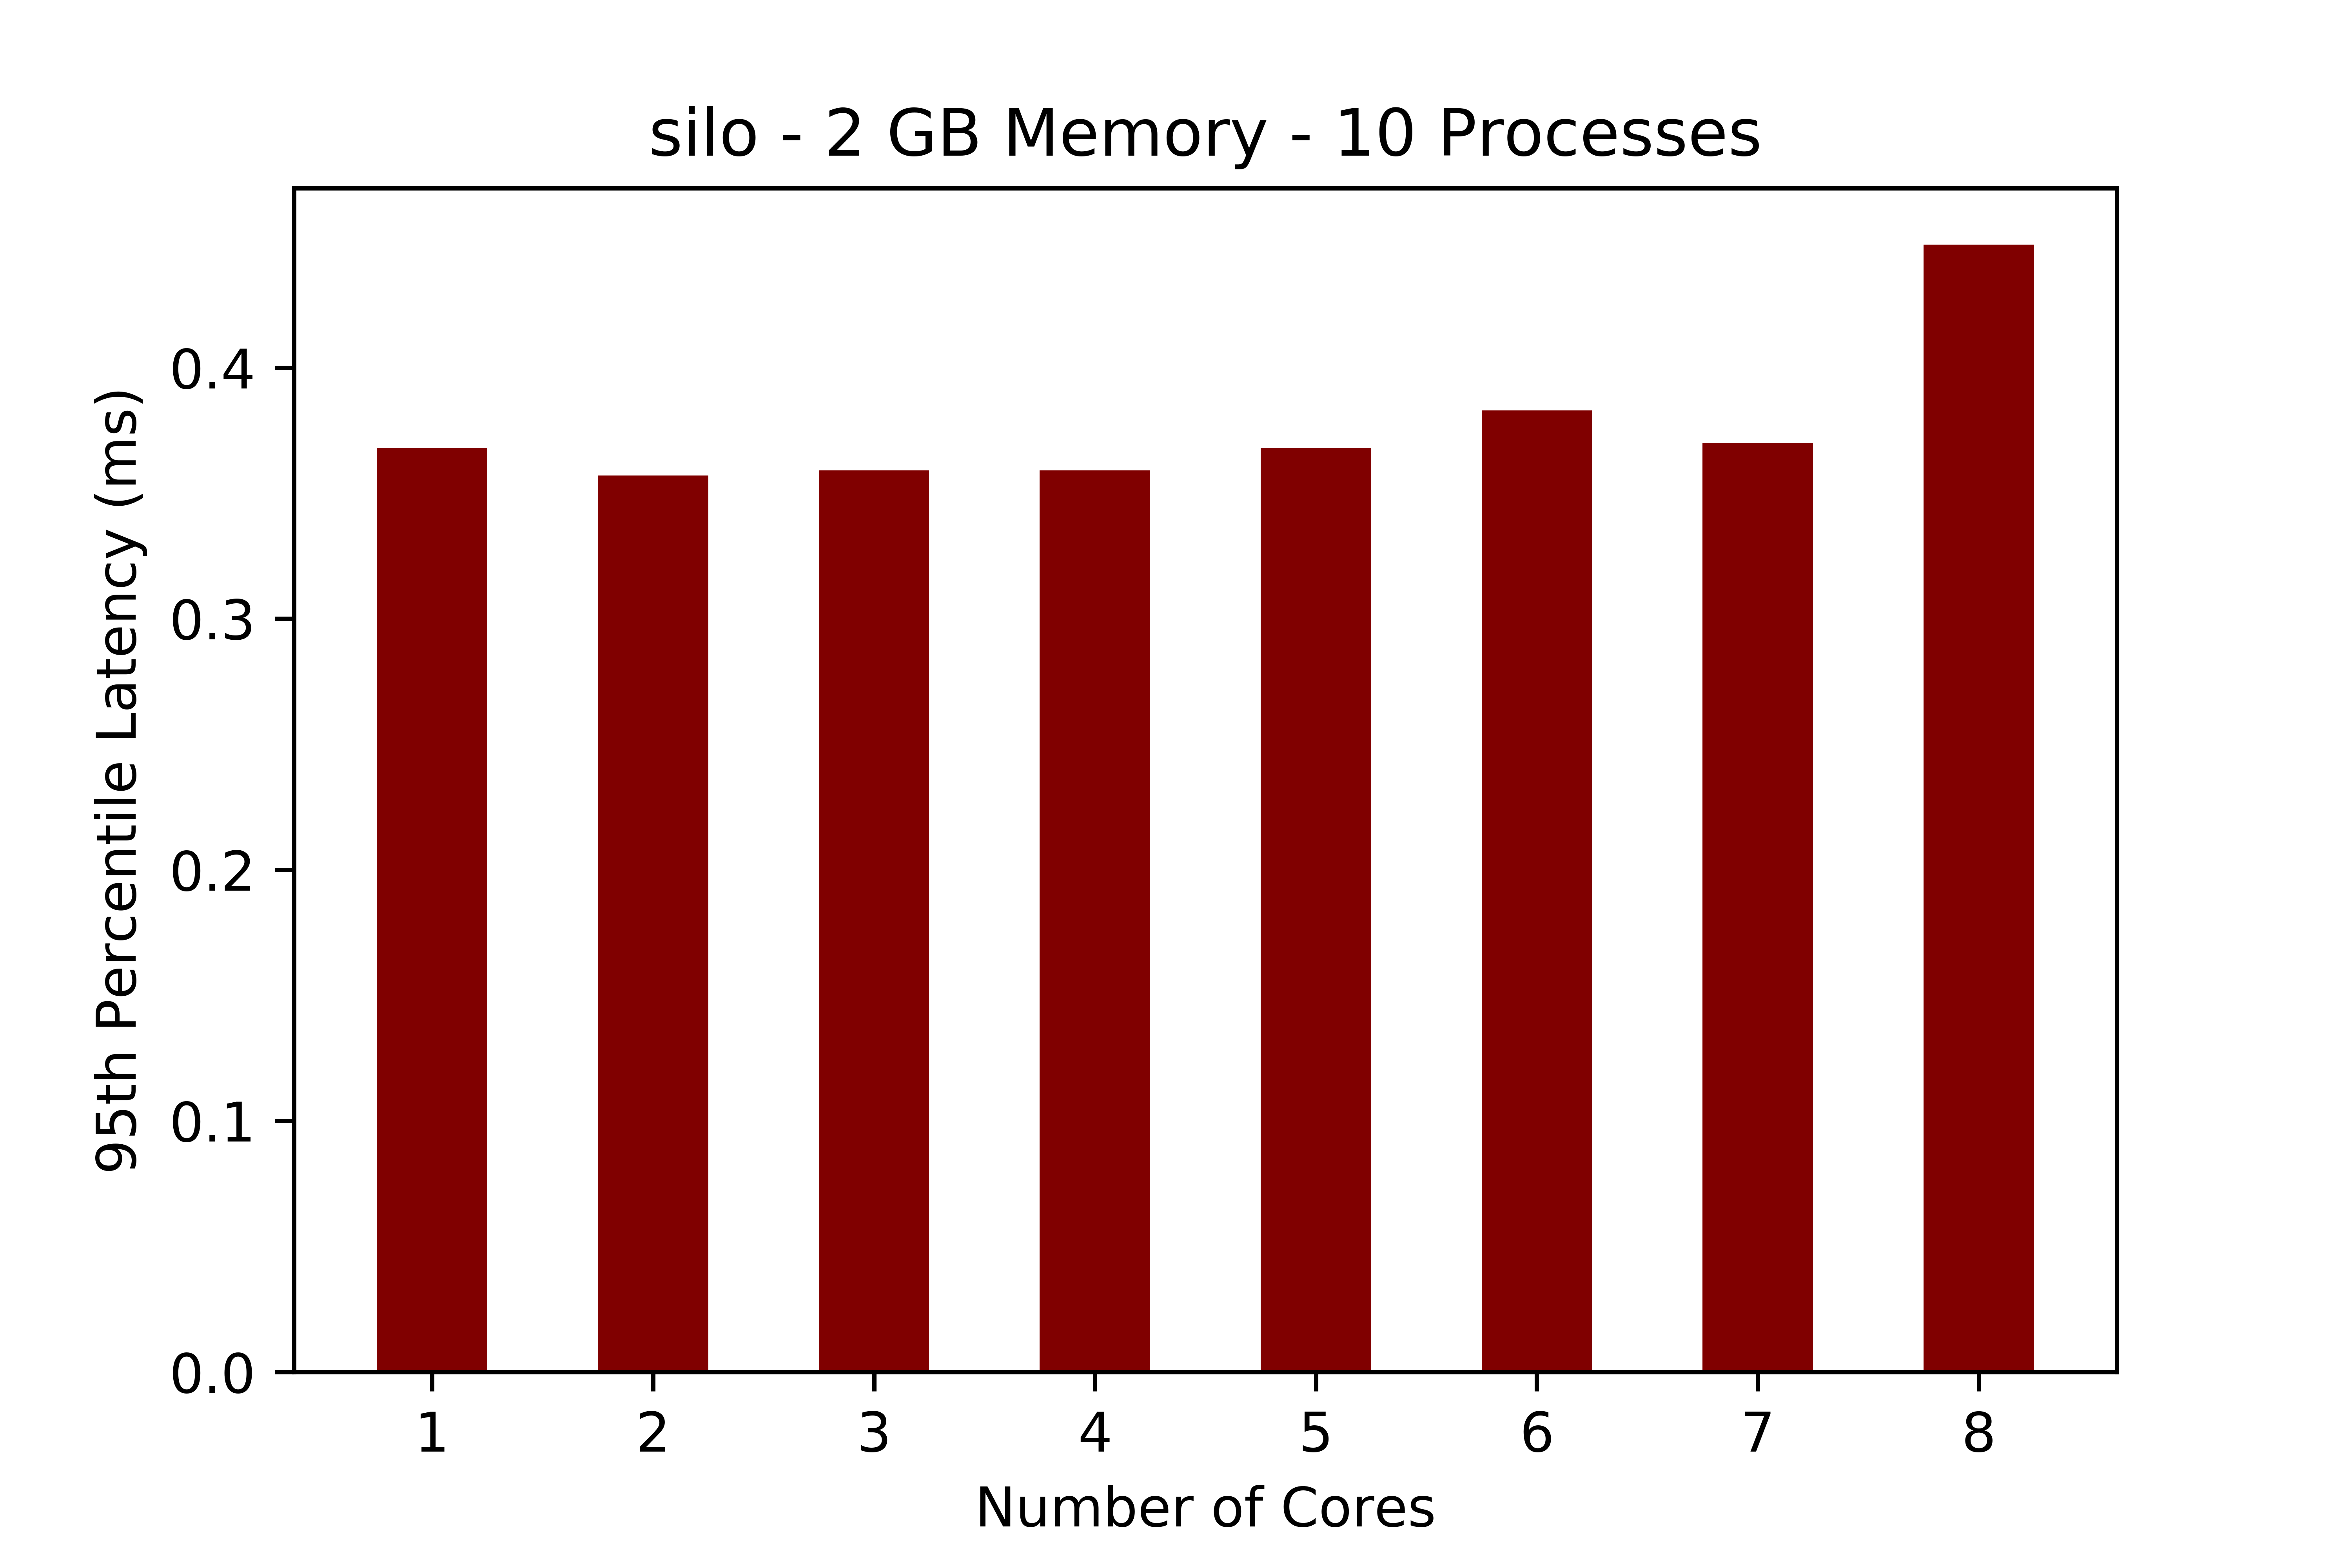 silo - 2 GB Memory - 10 Processes
95th Percentile Latency (ms)
0.4
0.3
0.2
0.1
0.0
1 2 3 4 5 6 7 8
Number of Cores